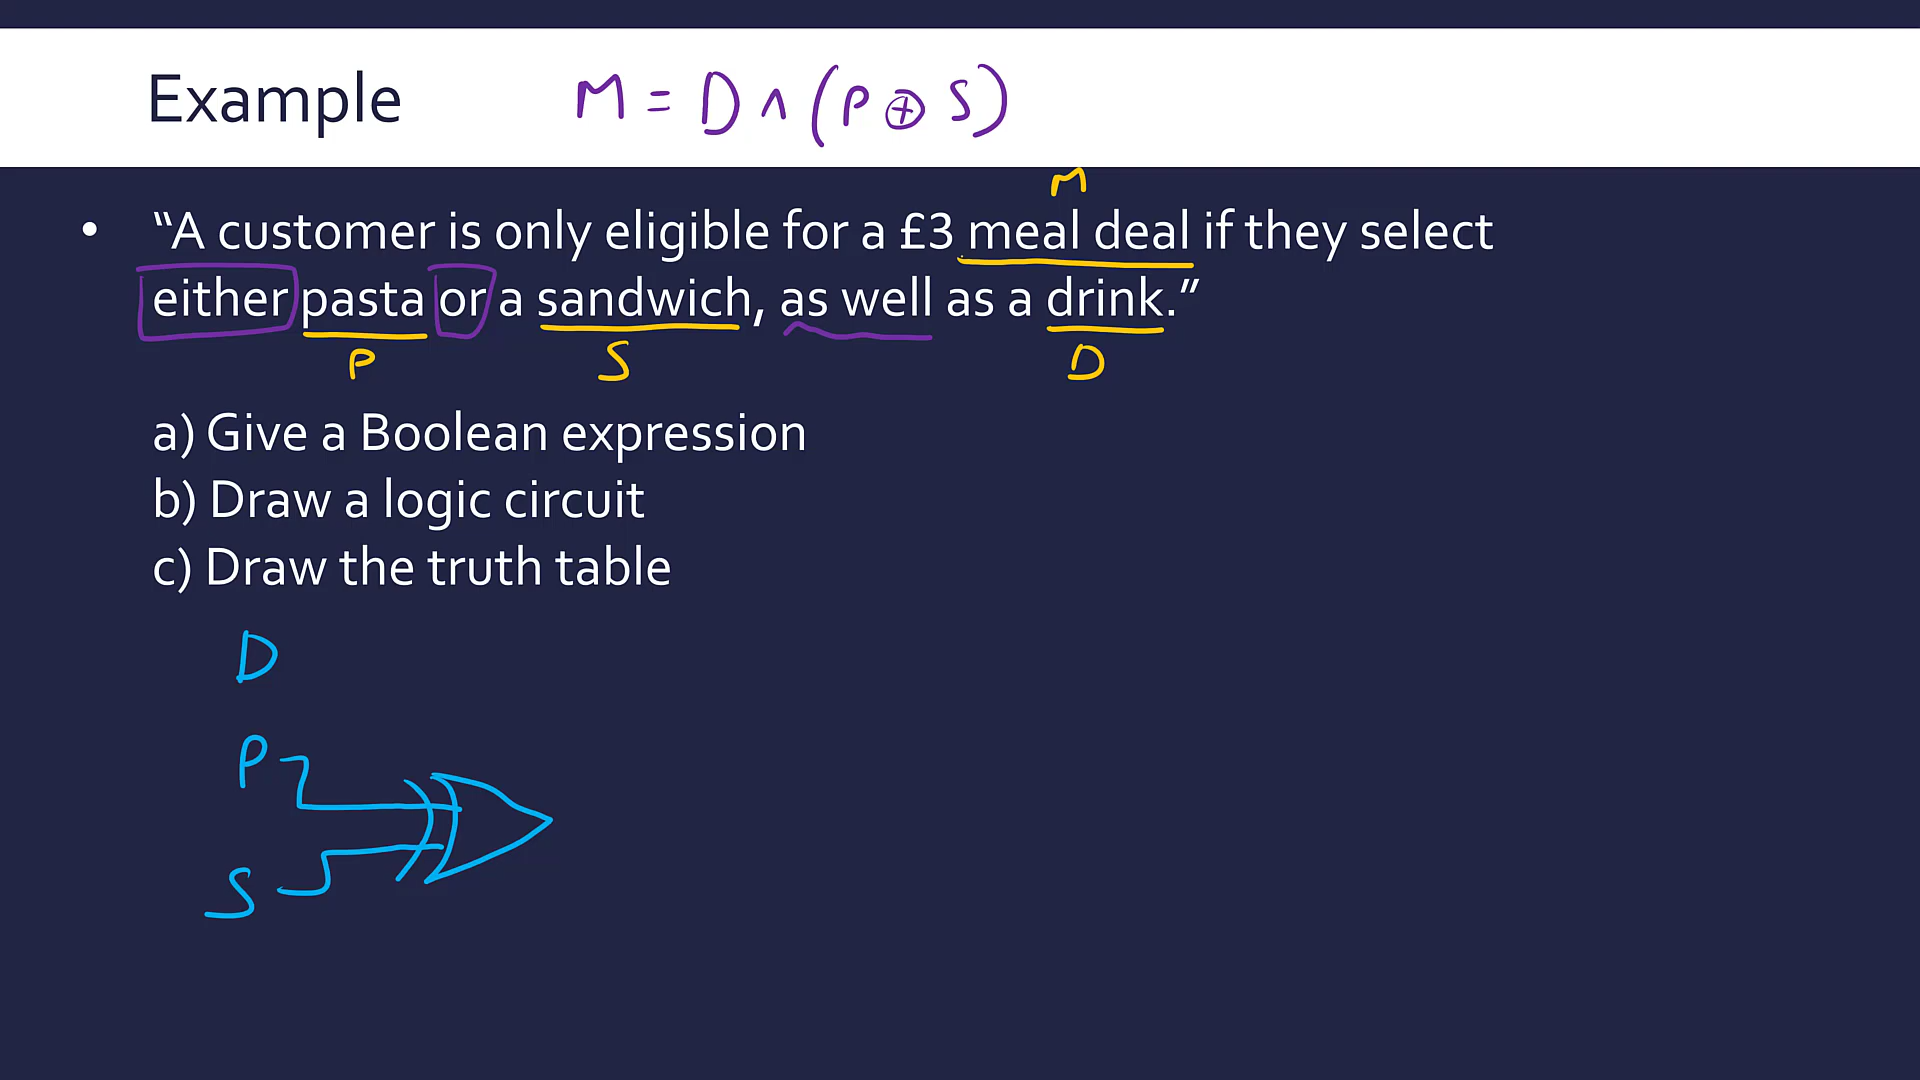 Example M = D ∧ (P ⊕ S)
M
• “A customer is only eligible for a £3 meal deal if they select
either pasta or a sandwich, as well as a drink.”
P S D
a) Give a Boolean expression
b) Draw a logic circuit
c) Draw the truth table
D
P
S